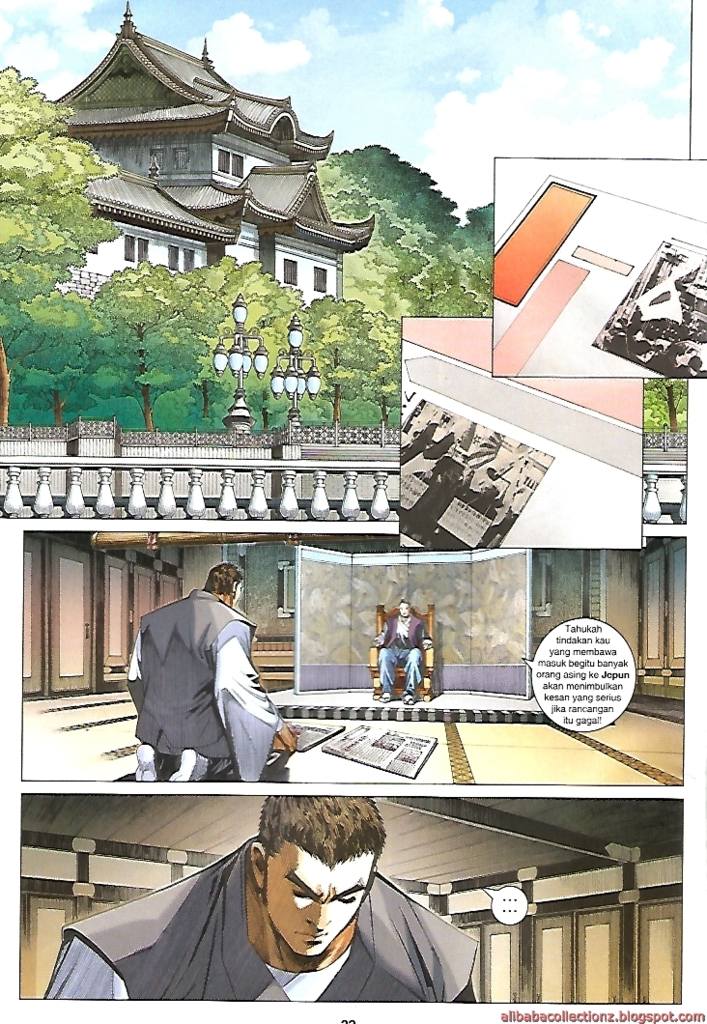 Tahukah
tindakan kau
yang membawa
masuk begitu banyak
orang asing ke Jepun
akan menimbulkan
kesan yang serius
jika rancangan
itu gagal!
...
...
alibabacollectionz.blogspot.com